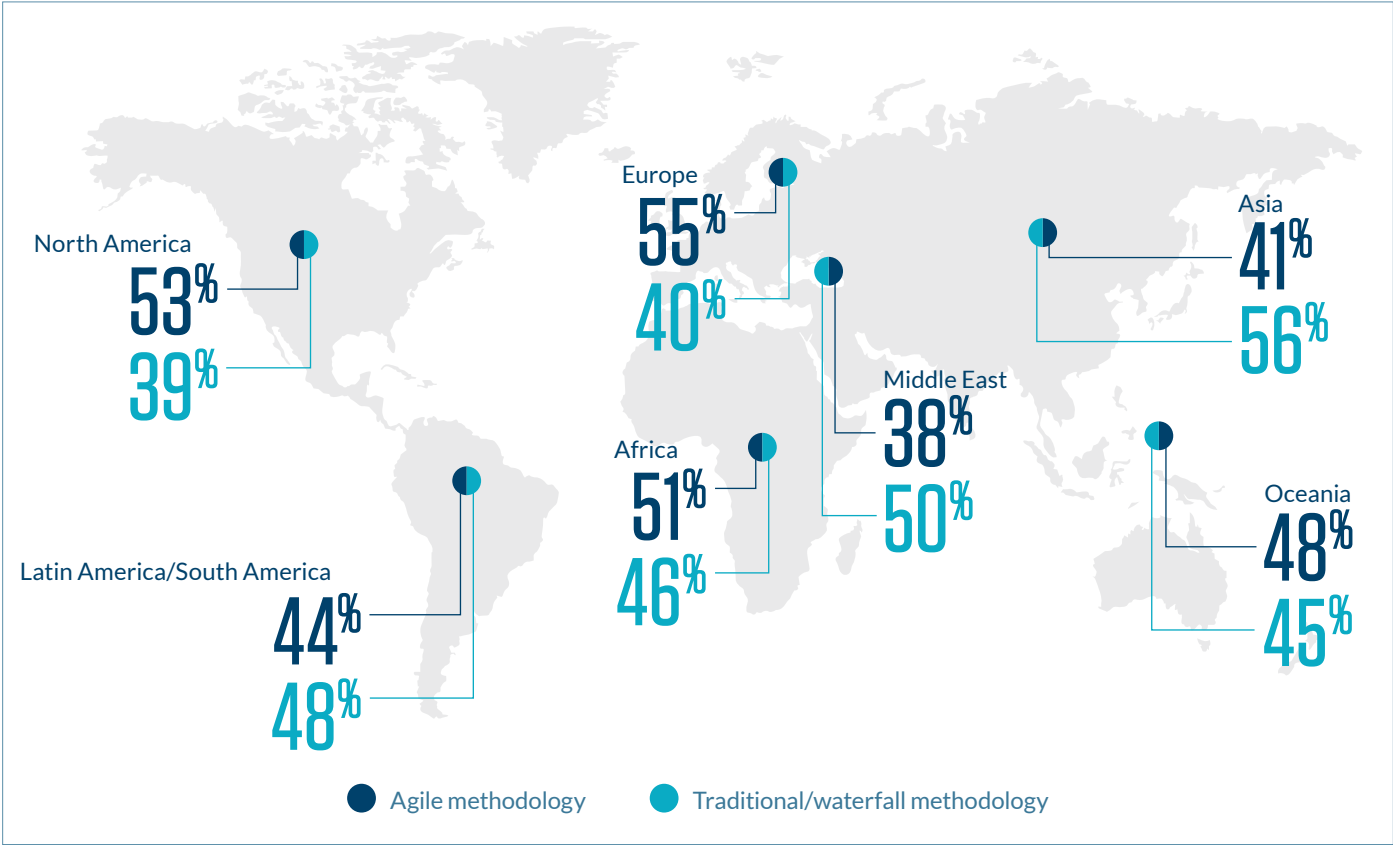 North America
53%
39%
Latin America/South America
44%
48%
Europe
55%
40%
Africa
51%
46%
Middle East
38%
50%
Asia
41%
56%
Oceania
48%
45%
Agile methodology
Traditional/waterfall methodology